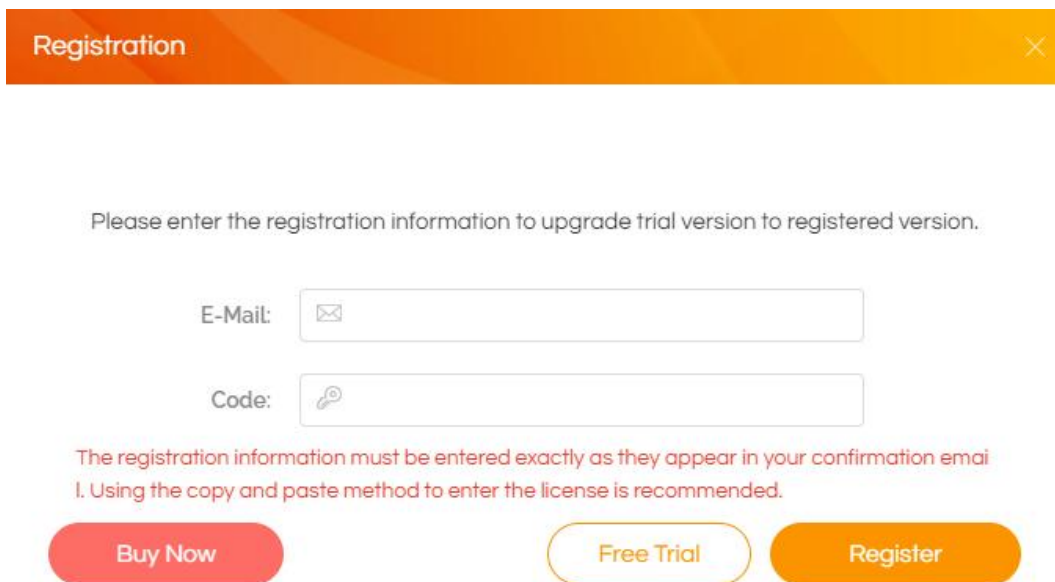 Registration
Please enter the registration information to upgrade trial version to registered version.
E-Mail:
Code:
The registration information must be entered exactly as they appear in your confirmation emai
l. Using the copy and paste method to enter the license is recommended.
Buy Now
Free Trial
Register